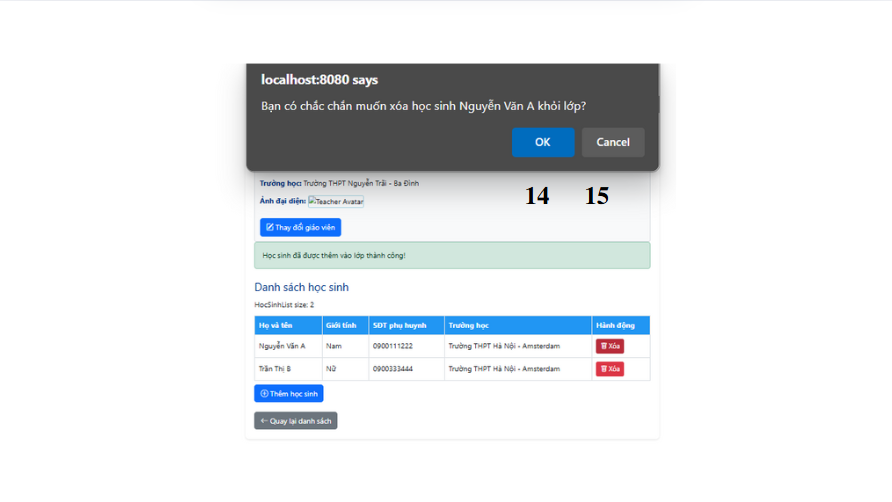 localhost:8080 says
Bạn có chắc chắn muốn xóa học sinh Nguyễn Văn A khỏi lớp?
OK Cancel
Trường học: Trường THPT Nguyễn Trãi - Ba Đình
14 15
Ảnh đại diện: Teacher Avatar
Thay đổi giáo viên
Học sinh đã được thêm vào lớp thành công!
Danh sách học sinh
HocSinhList size: 2
Họ và tên Giới tính SĐT phụ huynh Trường học Hành động
Nguyễn Văn A Nam 0900111222 Trường THPT Hà Nội - Amsterdam Xóa
Trần Thị B Nữ 0900333444 Trường THPT Hà Nội - Amsterdam Xóa
Thêm học sinh
Quay lại danh sách